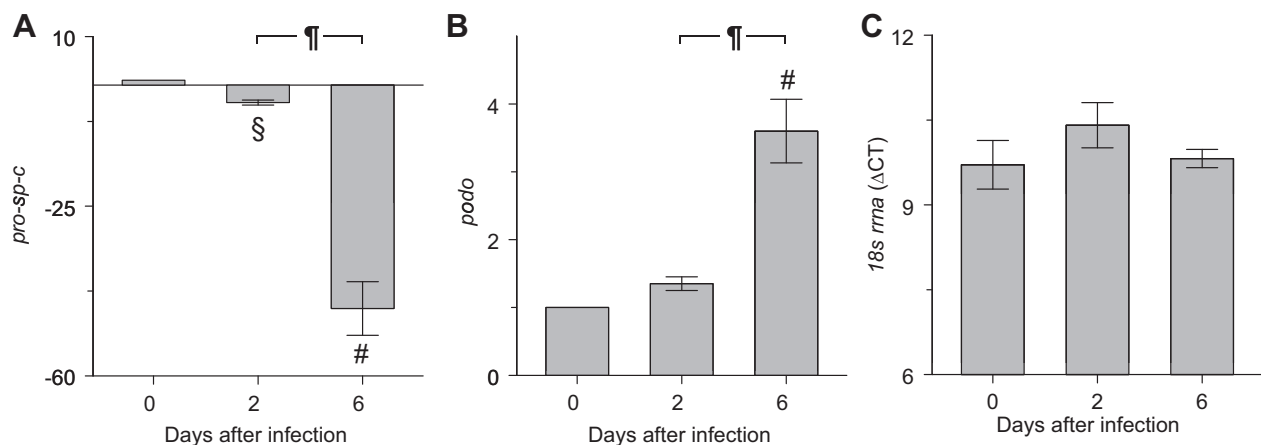 A
10
-25
-60
pro-sp-c
¶
§
#
0 2 6
Days after infection
B
4
2
0
podo
¶
#
0 2 6
Days after infection
C
12
9
6
18s rrna (ΔCT)
0 2 6
Days after infection